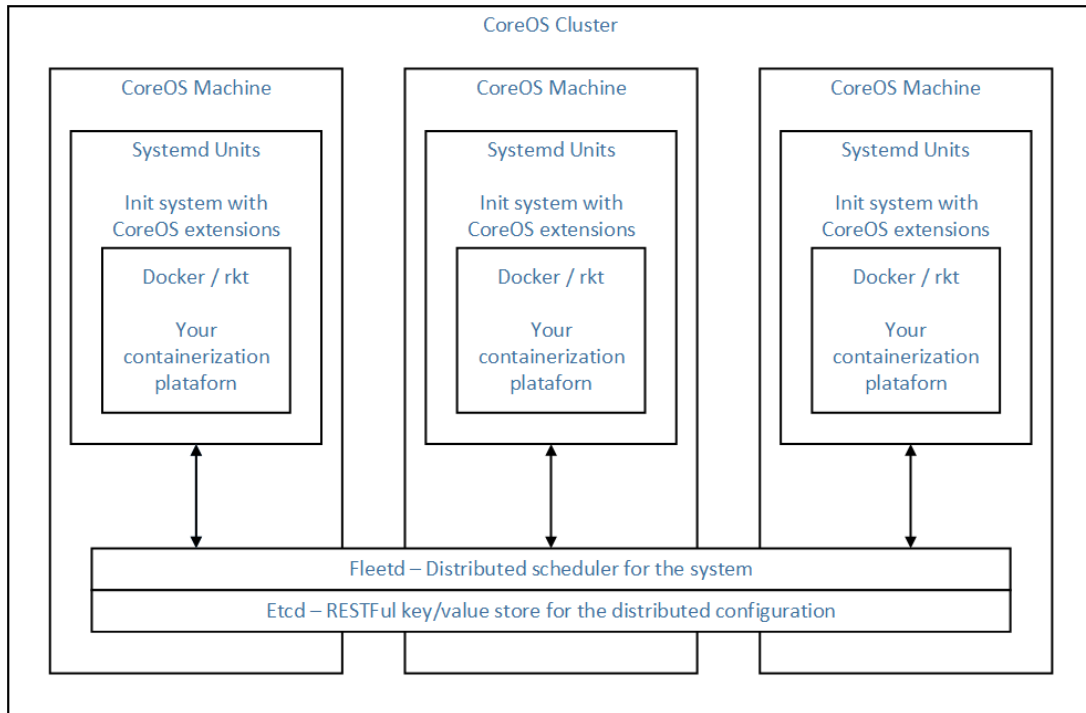 CoreOS Cluster
CoreOS Machine
Systemd Units
Init system with
CoreOS extensions
Docker / rkt
Your
containerization
plataforn
CoreOS Machine
Systemd Units
Init system with
CoreOS extensions
Docker / rkt
Your
containerization
plataforn
CoreOS Machine
Systemd Units
Init system with
CoreOS extensions
Docker / rkt
Your
containerization
plataforn
Fleetd – Distributed scheduler for the system
Etcd – RESTFul key/value store for the distributed configuration